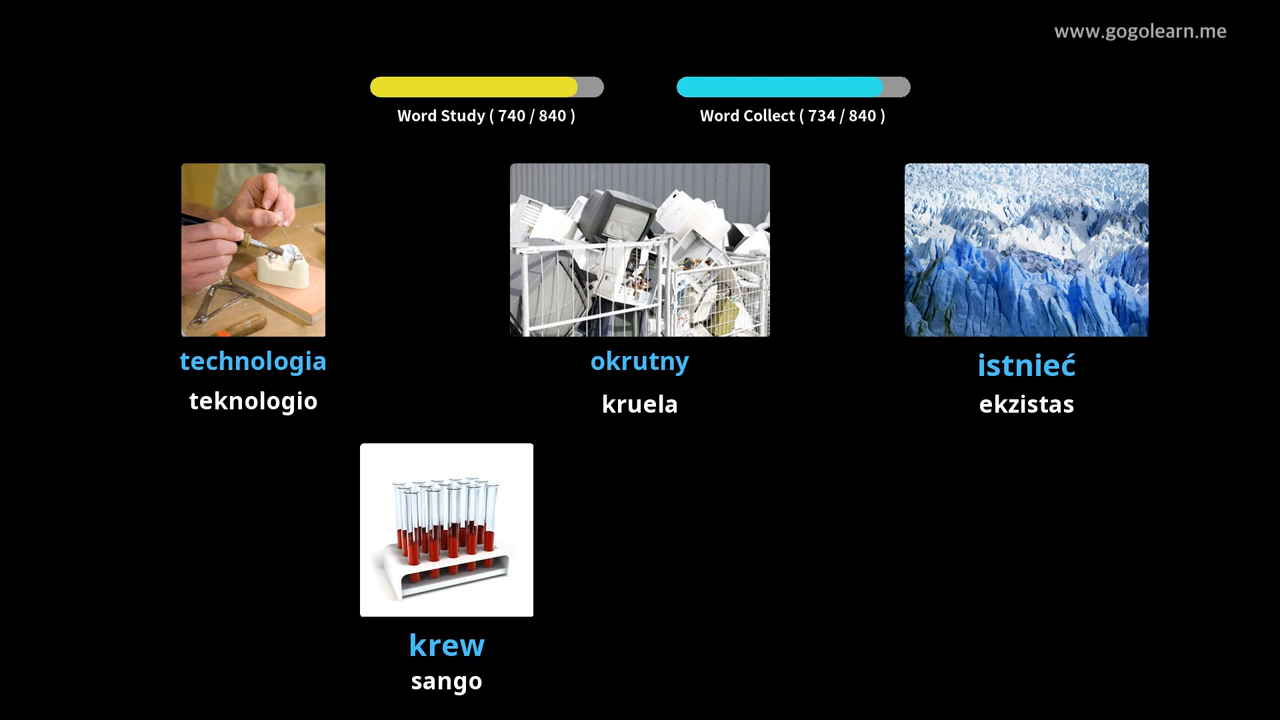 www.gogolearn.me
Word Study ( 740 / 840 )
Word Collect ( 734 / 840 )
technologia
teknologio
okrutny
kruela
istnieć
ekzistas
krew
sango